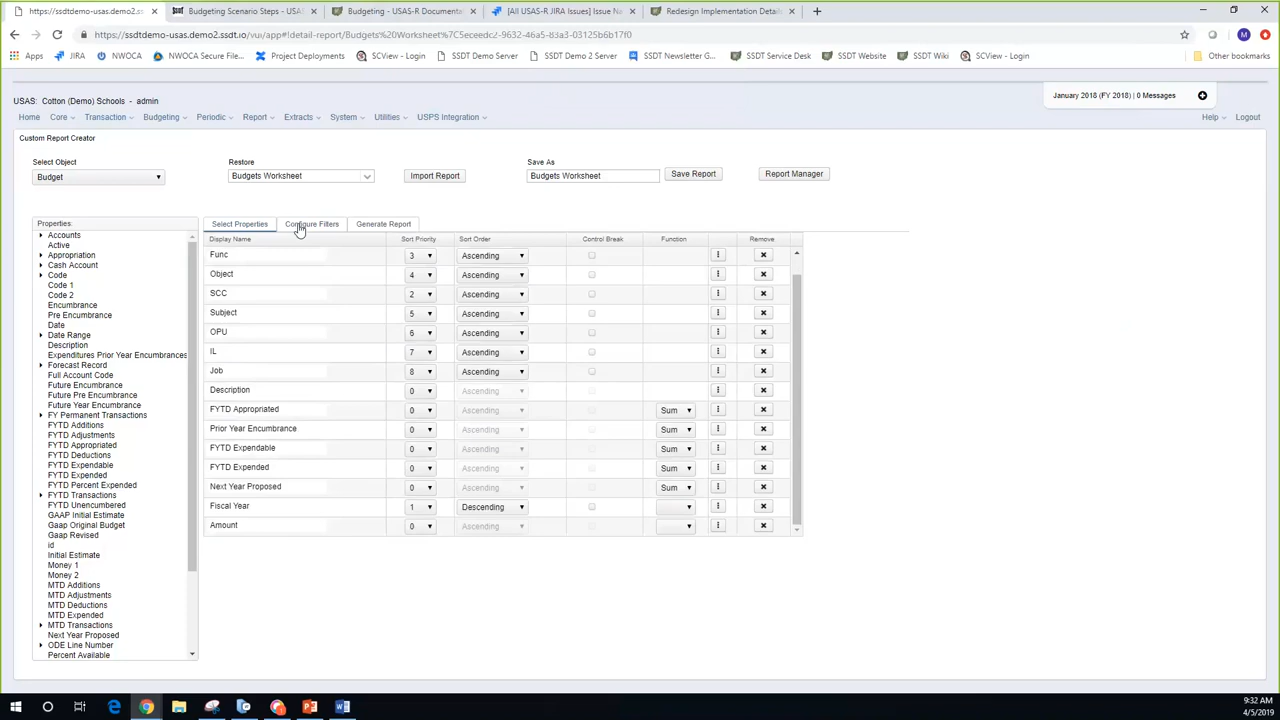 https://ssdtdemo-usas.demo2.ss
Budgeting Scenario Steps - USAS
Budgeting - USAS-R Documenta
[All USAS-R JIRA Issues] Issue Na
Redesign Implementation Detail
https://ssdtdemo-usas.demo2.ssdt.io/vu/app#!detail-report/Budgets%20Worksheet%7C5eceedc2-9632-46a5-83a3-03125b6b17f0
M
Apps JIRA NWOCA NWOCA Secure File... Project Deployments SCView - Login SSDT Demo Server SSDT Demo 2 Server SSDT Newsletter G... SSDT Service Desk SSDT Website SSDT Wiki SCView - Login Other bookmarks
January 2018 (FY 2018) | 0 Messages
USAS: Cotton (Demo) Schools - admin
Home Core Transaction Budgeting Periodic Report Extracts System Utilities USPS Integration Help Logout
Custom Report Creator
Select Object Restore Save As
Budget Budgets Worksheet Import Report Budgets Worksheet Save Report Report Manager
Properties:
Accounts
Active
Appropriation
Cash Account
Code
Code 1
Code 2
Encumbrance
Pre Encumbrance
Date
Date Range
Description
Expenditures Prior Year Encumbrances
Forecast Record
Full Account Code
Future Encumbrance
Future Pre Encumbrance
Future Year Encumbrance
FY Permanent Transactions
FYTD Additions
FYTD Adjustments
FYTD Appropriated
FYTD Deductions
FYTD Expendable
FYTD Expended
FYTD Percent Expended
FYTD Transactions
FYTD Unencumbered
GAAP Initial Estimate
Gaap Original Budget
Gaap Revised
id
Initial Estimate
Money 1
Money 2
MTD Additions
MTD Adjustments
MTD Deductions
MTD Expended
MTD Transactions
Next Year Proposed
ODE Line Number
Percent Available
Select Properties Configure Filters Generate Report
Display Name Sort Priority Sort Order Control Break Function Remove
Func 3 Ascending
Object 4 Ascending
SCC 2 Ascending
Subject 5 Ascending
OPU 6 Ascending
IL 7 Ascending
Job 8 Ascending
Description 0 Ascending
FYTD Appropriated 0 Ascending Sum
Prior Year Encumbrance 0 Ascending Sum
FYTD Expendable 0 Ascending Sum
FYTD Expended 0 Ascending Sum
Next Year Proposed 0 Ascending Sum
Fiscal Year 1 Descending
Amount 0 Ascending
9:32 AM
4/5/2019